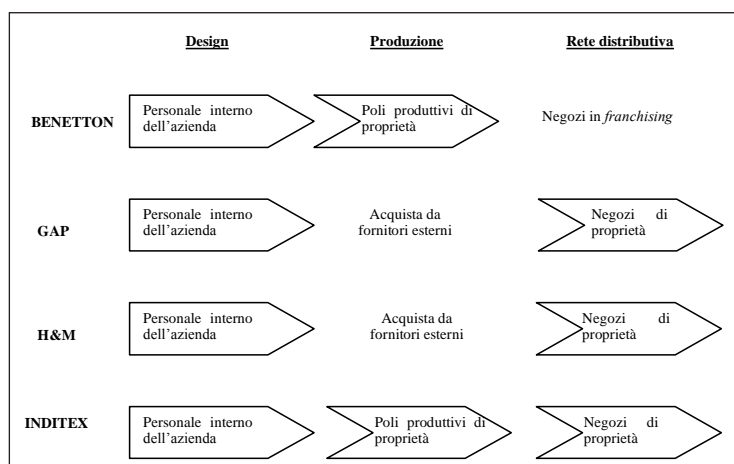 Design Produzione Rete distributiva
BENETTON
Personale interno
dell'azienda
Poli produttivi di
proprietà
Negozi in franchising
GAP
Personale interno
dell'azienda
Acquista da
fornitori esterni
Negozi di
proprietà
H&M
Personale interno
dell'azienda
Acquista da
fornitori esterni
Negozi di
proprietà
INDITEX
Personale interno
dell'azienda
Poli produttivi di
proprietà
Negozi di
proprietà